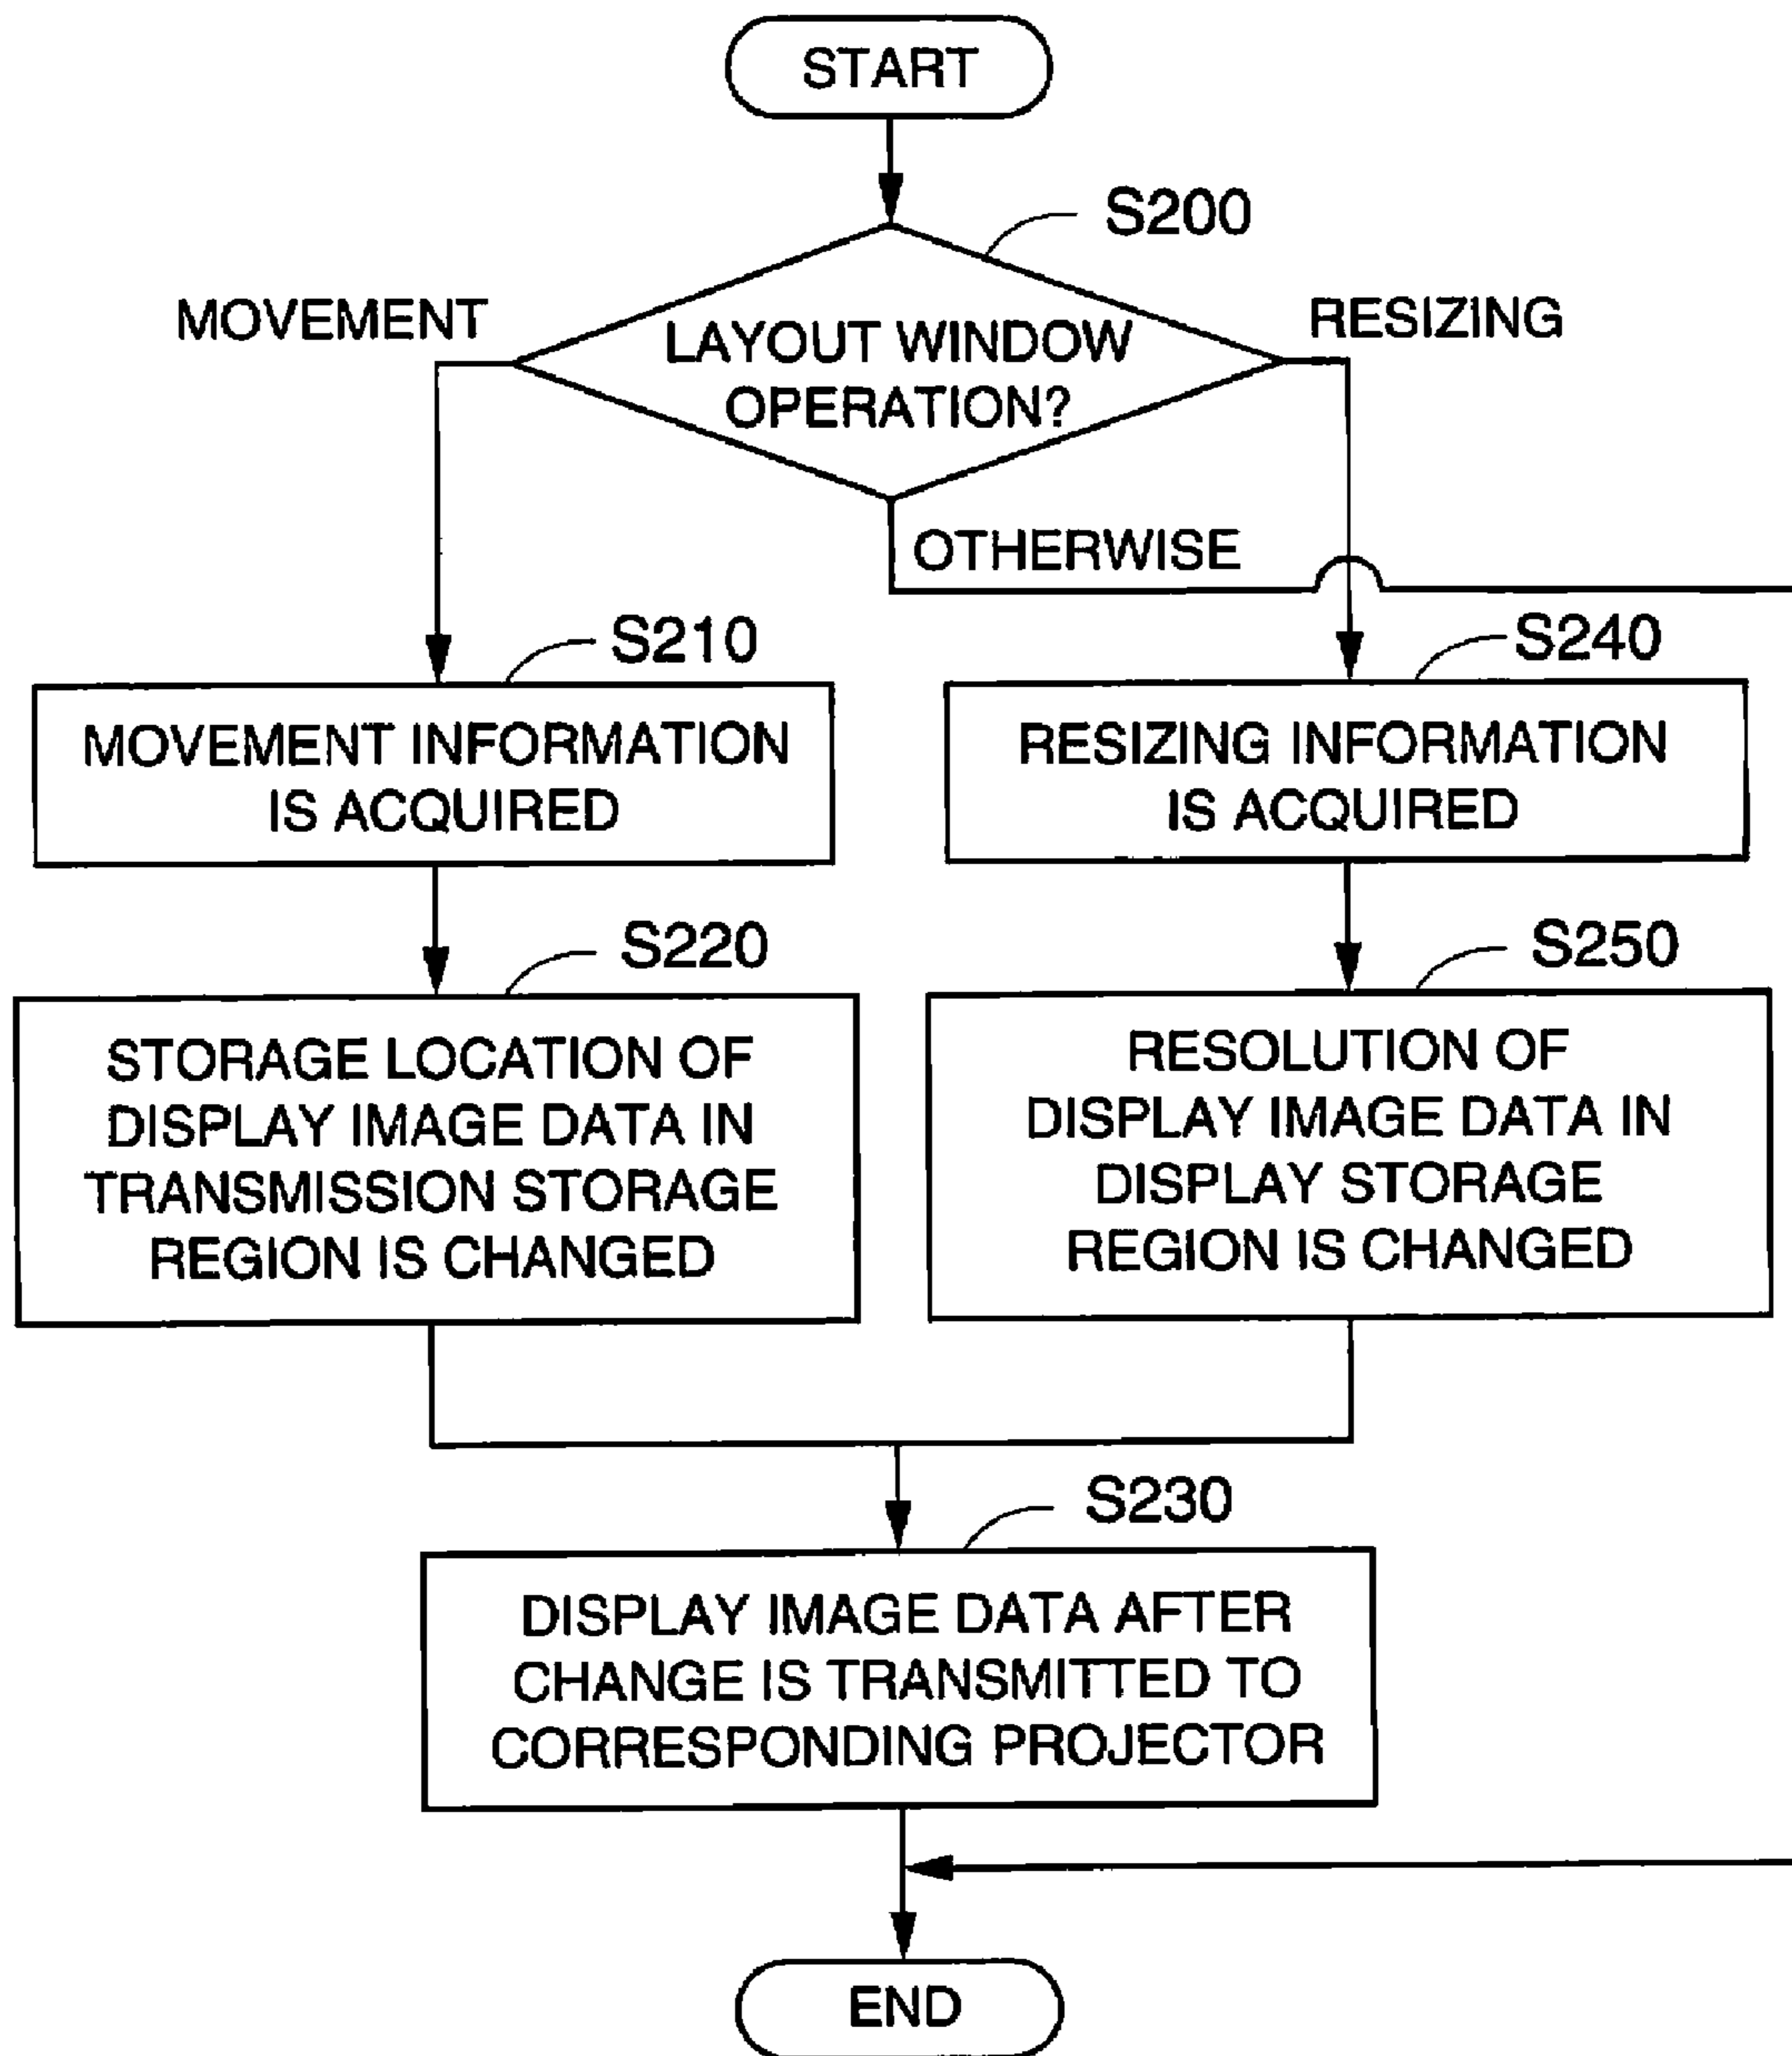 START
S200
MOVEMENT
RESIZING
LAYOUT WINDOW
OPERATION?
OTHERWISE
S210
S240
MOVEMENT INFORMATION
IS ACQUIRED
RESIZING INFORMATION
IS ACQUIRED
S220
S250
STORAGE LOCATION OF
DISPLAY IMAGE DATA IN
TRANSMISSION STORAGE
REGION IS CHANGED
RESOLUTION OF
DISPLAY IMAGE DATA IN
DISPLAY STORAGE
REGION IS CHANGED
S230
DISPLAY IMAGE DATA AFTER
CHANGE IS TRANSMITTED TO
CORRESPONDING PROJECTOR
END